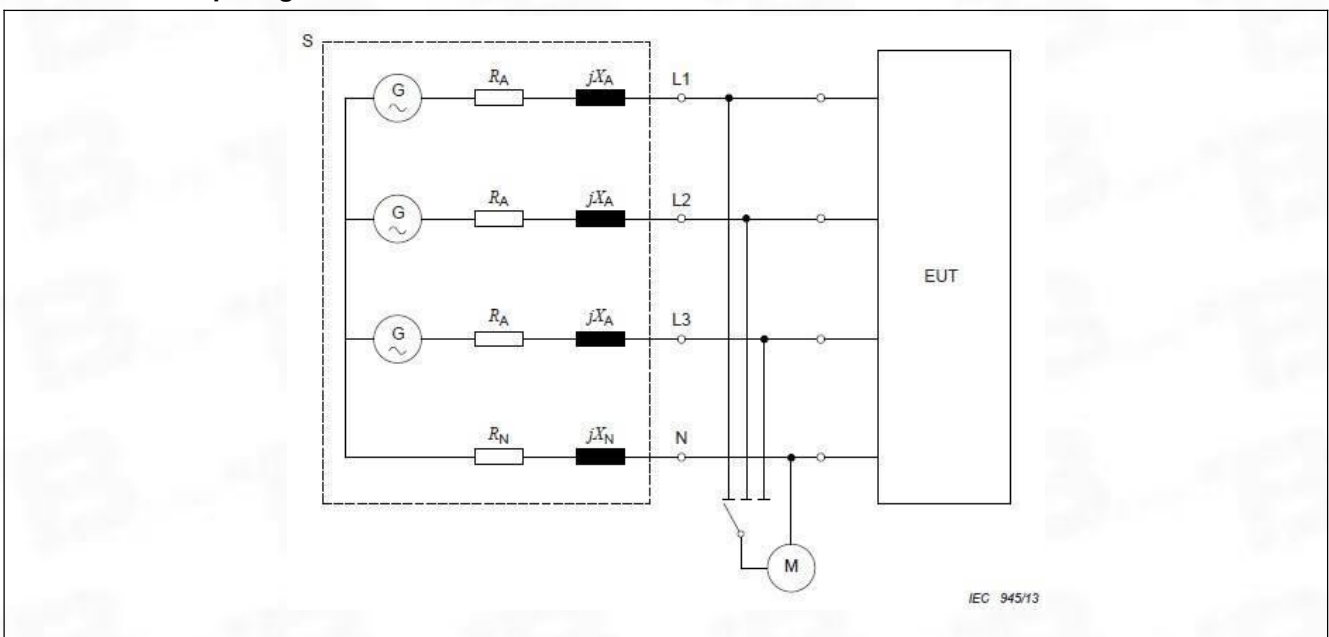 S
G
R_A
jX_A
L1
G
R_A
jX_A
L2
EUT
G
R_A
jX_A
L3
R_N
jX_N
N
M
IEC 945/13